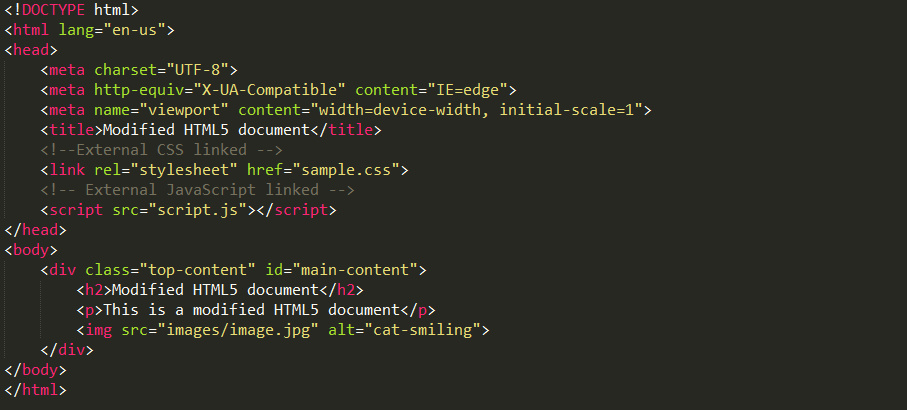 <!DOCTYPE html>
<html lang="en-us">
<head>
    <meta charset="UTF-8">
    <meta http-equiv="X-UA-Compatible" content="IE=edge">
    <meta name="viewport" content="width=device-width, initial-scale=1">
    <title>Modified HTML5 document</title>
    <!--External CSS linked -->
    <link rel="stylesheet" href="sample.css">
    <!-- External JavaScript linked -->
    <script src="script.js"></script>
</head>
<body>
    <div class="top-content" id="main-content">
        <h2>Modified HTML5 document</h2>
        <p>This is a modified HTML5 document</p>
        <img src="images/image.jpg" alt="cat-smiling">
    </div>
</body>
</html>